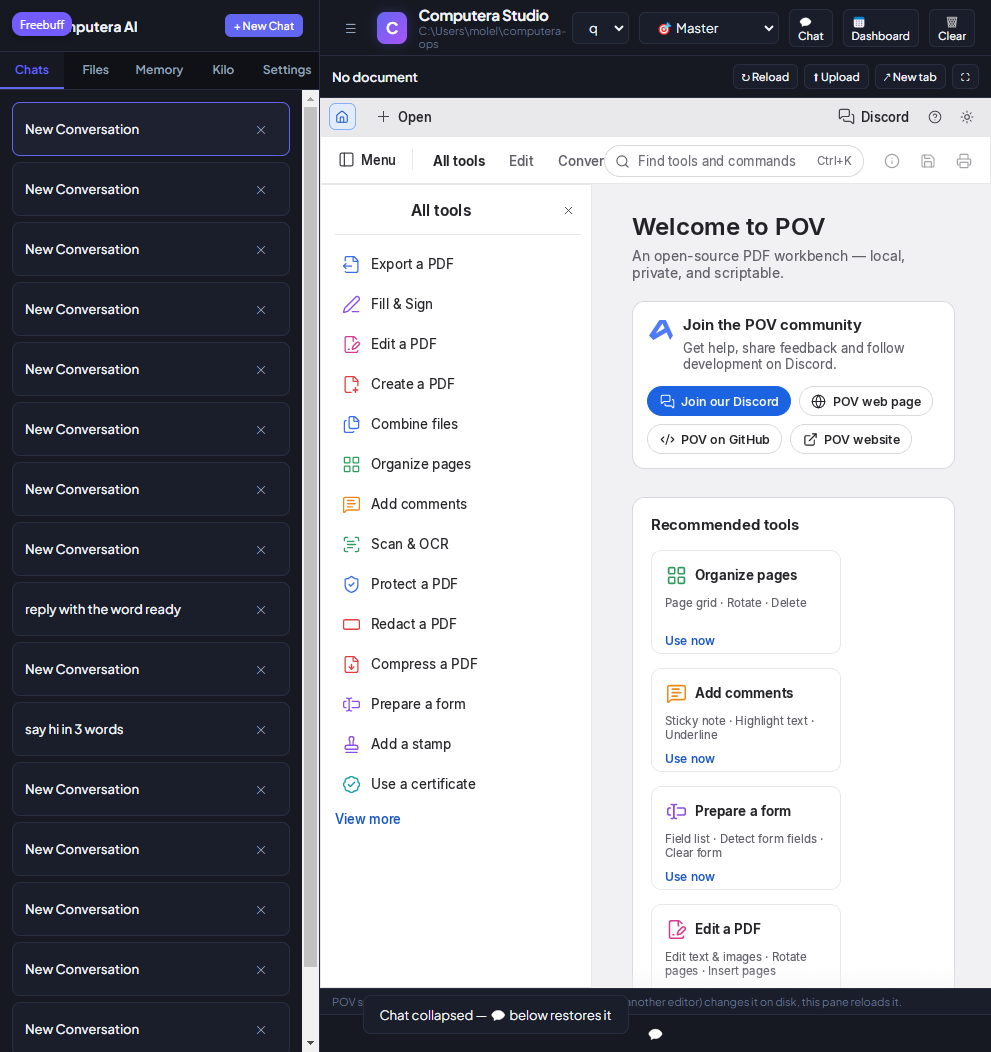 Freebuff
mputera AI
+ New Chat
Chats
Files
Memory
Kilo
Settings
New Conversation
New Conversation
New Conversation
New Conversation
New Conversation
New Conversation
New Conversation
New Conversation
reply with the word ready
New Conversation
say hi in 3 words
New Conversation
New Conversation
New Conversation
New Conversation
New Conversation
C
Computera Studio
C:\Users\molel\computera-
ops
q
Master
Chat
Dashboard
Clear
No document
↻ Reload
⬆ Upload
↗ New tab
Open
Discord
Menu
All tools
Edit
Conver
Find tools and commands
Ctrl+K
All tools
Export a PDF
Fill & Sign
Edit a PDF
Create a PDF
Combine files
Organize pages
Add comments
Scan & OCR
Protect a PDF
Redact a PDF
Compress a PDF
Prepare a form
Add a stamp
Use a certificate
View more
Welcome to POV
An open-source PDF workbench — local,
private, and scriptable.
Join the POV community
Get help, share feedback and follow
development on Discord.
Join our Discord
POV web page
POV on GitHub
POV website
Recommended tools
Organize pages
Page grid · Rotate · Delete
Use now
Add comments
Sticky note · Highlight text ·
Underline
Use now
Prepare a form
Field list · Detect form fields ·
Clear form
Use now
Edit a PDF
Edit text & images · Rotate
pages · Insert pages
POV
another editor) changes it on disk, this pane reloads it.
Chat collapsed — 💬 below restores it